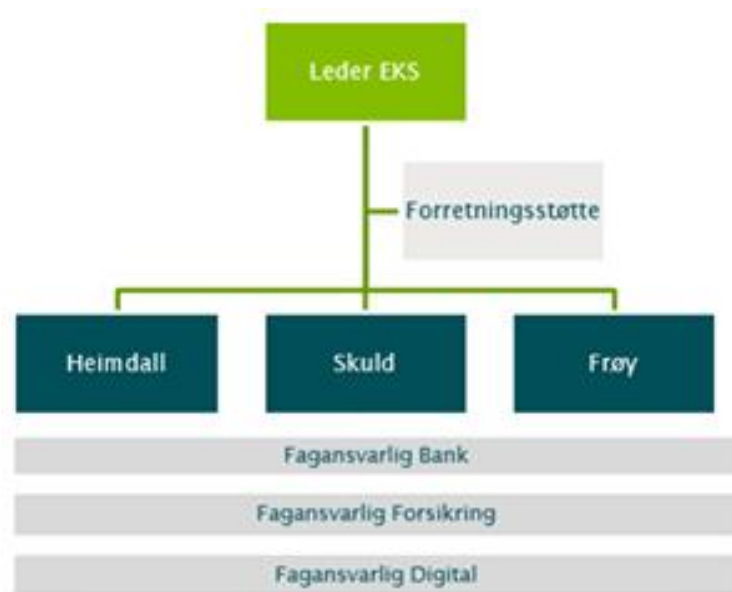 Leder EKS
Forretningsstøtte
Heimdall
Skuld
Frøy
Fagansvarlig Bank
Fagansvarlig Forsikring
Fagansvarlig Digital